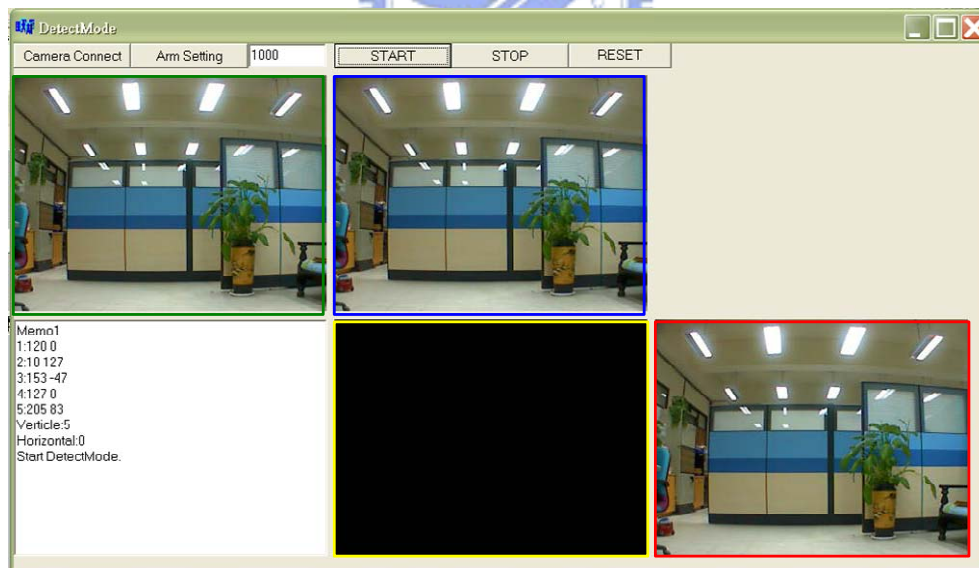 DetectMode
Camera Connect Arm Setting 1000 START STOP RESET
Memo1
1:120 0
2:10 127
3:153 -47
4:127 0
5:205 83
Verticle:5
Horizontal:0
Start DetectMode.